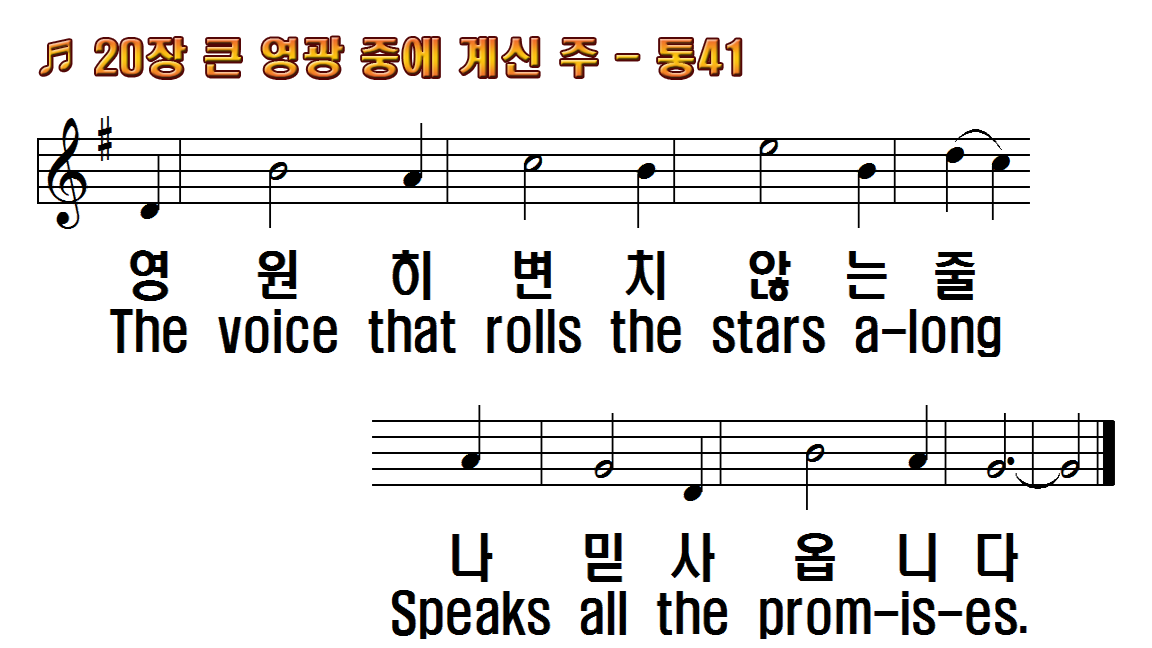 ♬ 20장 큰 영광 중에 계신 주 - 통41
영 원 히 변 치 않 는 줄
The voice that rolls the stars a-long
나 믿 사 옵 니 다
Speaks all the prom-is-es.